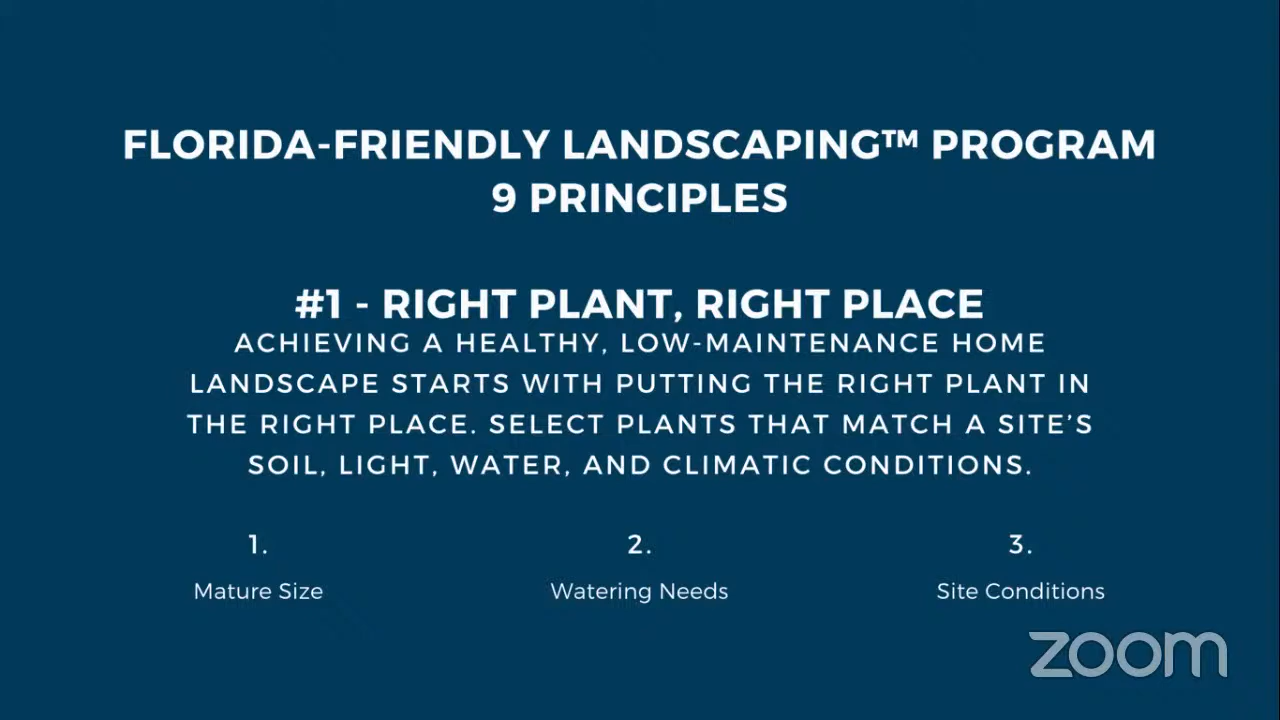 FLORIDA-FRIENDLY LANDSCAPING™ PROGRAM
9 PRINCIPLES
#1 - RIGHT PLANT, RIGHT PLACE
ACHIEVING A HEALTHY, LOW-MAINTENANCE HOME
LANDSCAPE STARTS WITH PUTTING THE RIGHT PLANT IN
THE RIGHT PLACE. SELECT PLANTS THAT MATCH A SITE’S
SOIL, LIGHT, WATER, AND CLIMATIC CONDITIONS.
1. 2. 3.
Mature Size Watering Needs Site Conditions
zoom